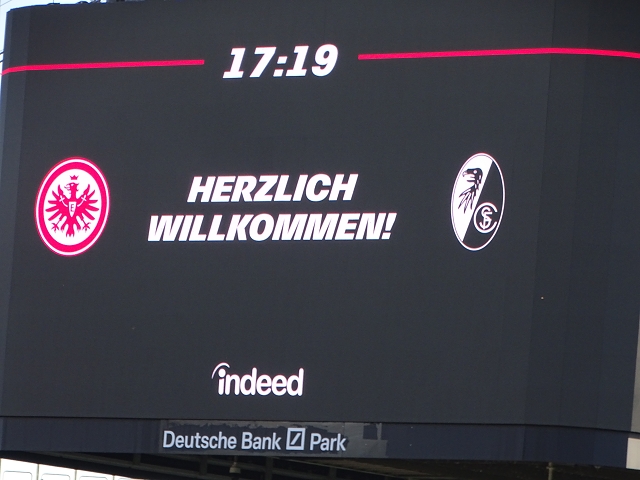 17:19
HERZLICH
WILLKOMMEN!
indeed
Deutsche Bank Park